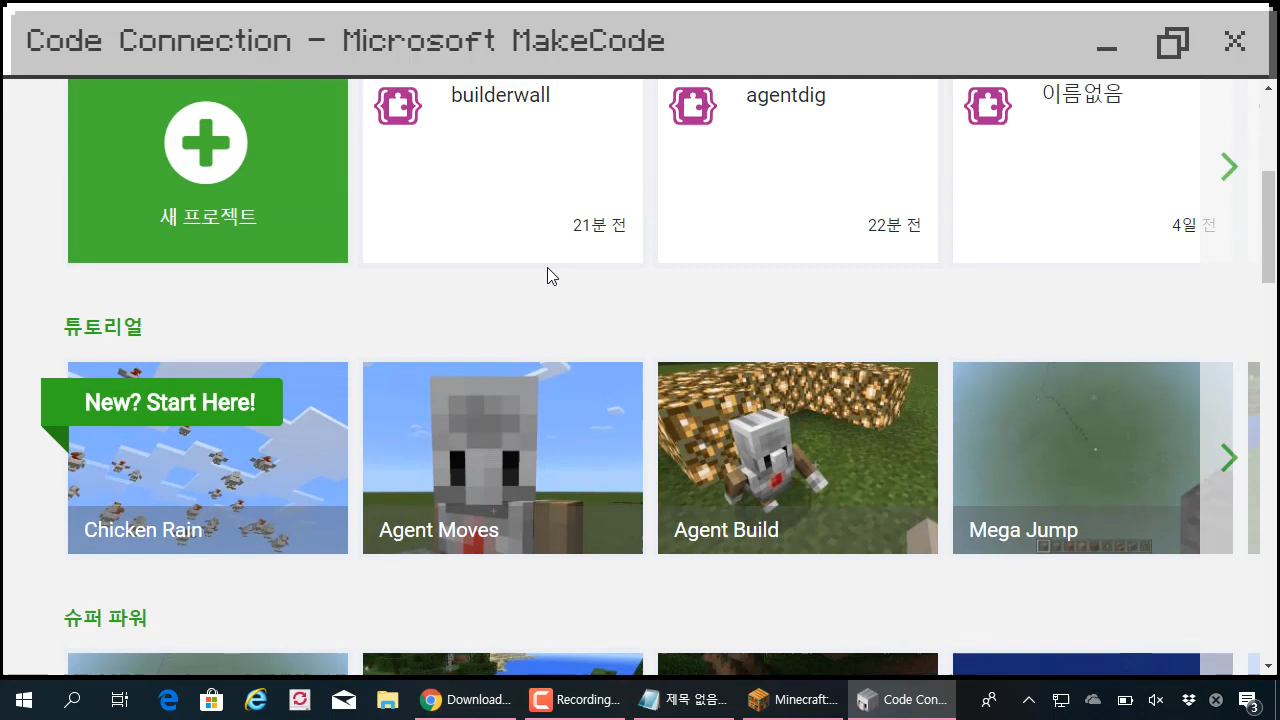 Code Connection - Microsoft MakeCode
새 프로젝트
builderwall
21분 전
agentdig
22분 전
이름없음
4일 전
튜토리얼
New? Start Here!
Chicken Rain
Agent Moves
Agent Build
Mega Jump
슈퍼 파워
Download...
Recording...
제목 없음...
Minecraft:...
Code Con...
3